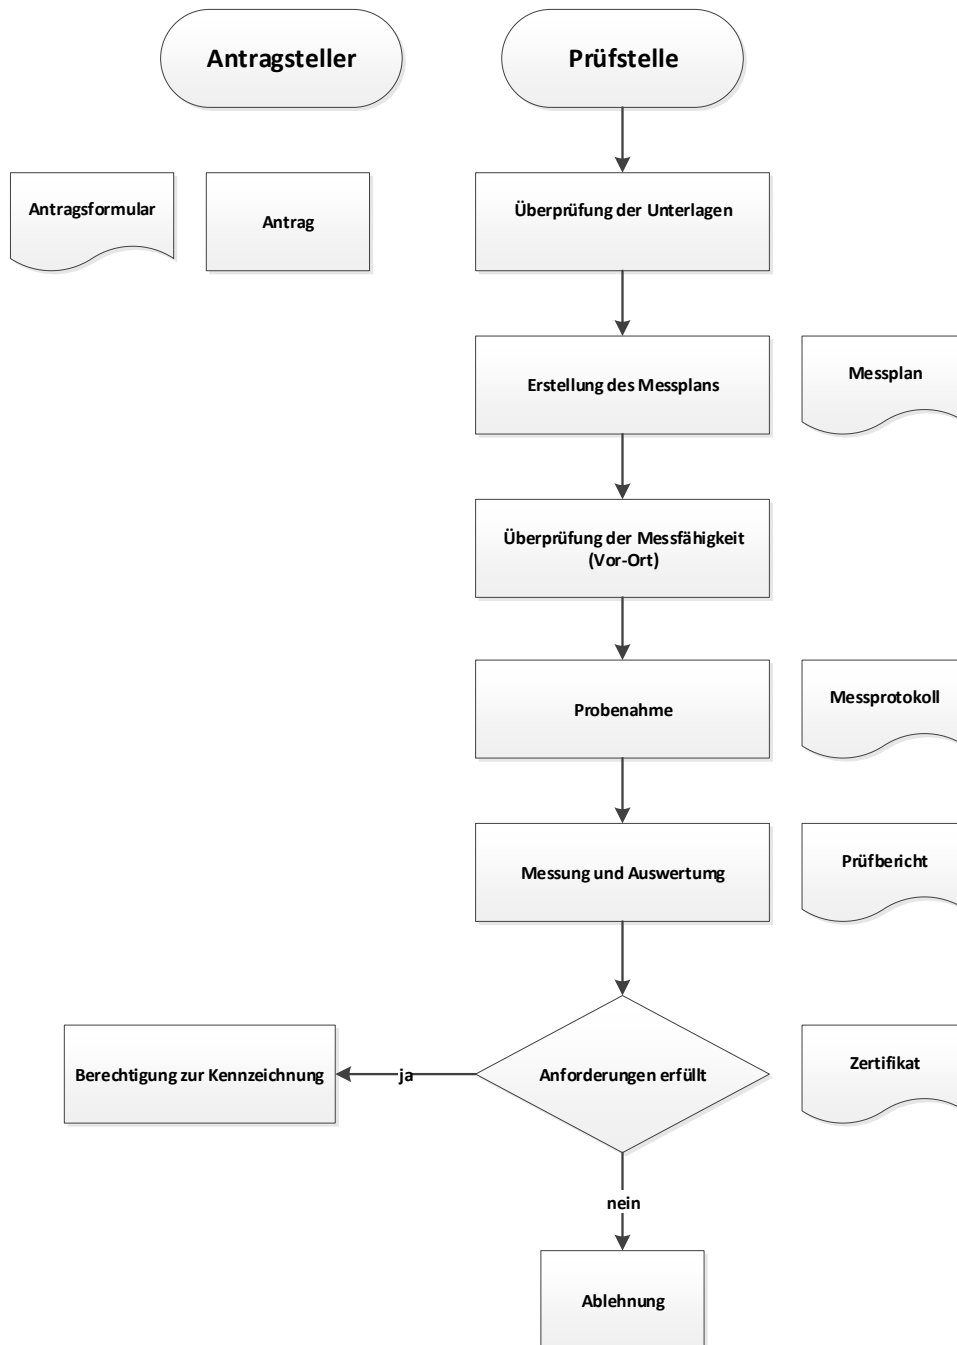 Antragsteller
Prüfstelle
Antragsformular
Antrag
Überprüfung der Unterlagen
Erstellung des Messplans
Messplan
Überprüfung der Messfähigkeit
(Vor-Ort)
Probenahme
Messprotokoll
Messung und Auswertumg
Prüfbericht
Berechtigung zur Kennzeichnung
ja
Anforderungen erfüllt
Zertifikat
nein
Ablehnung